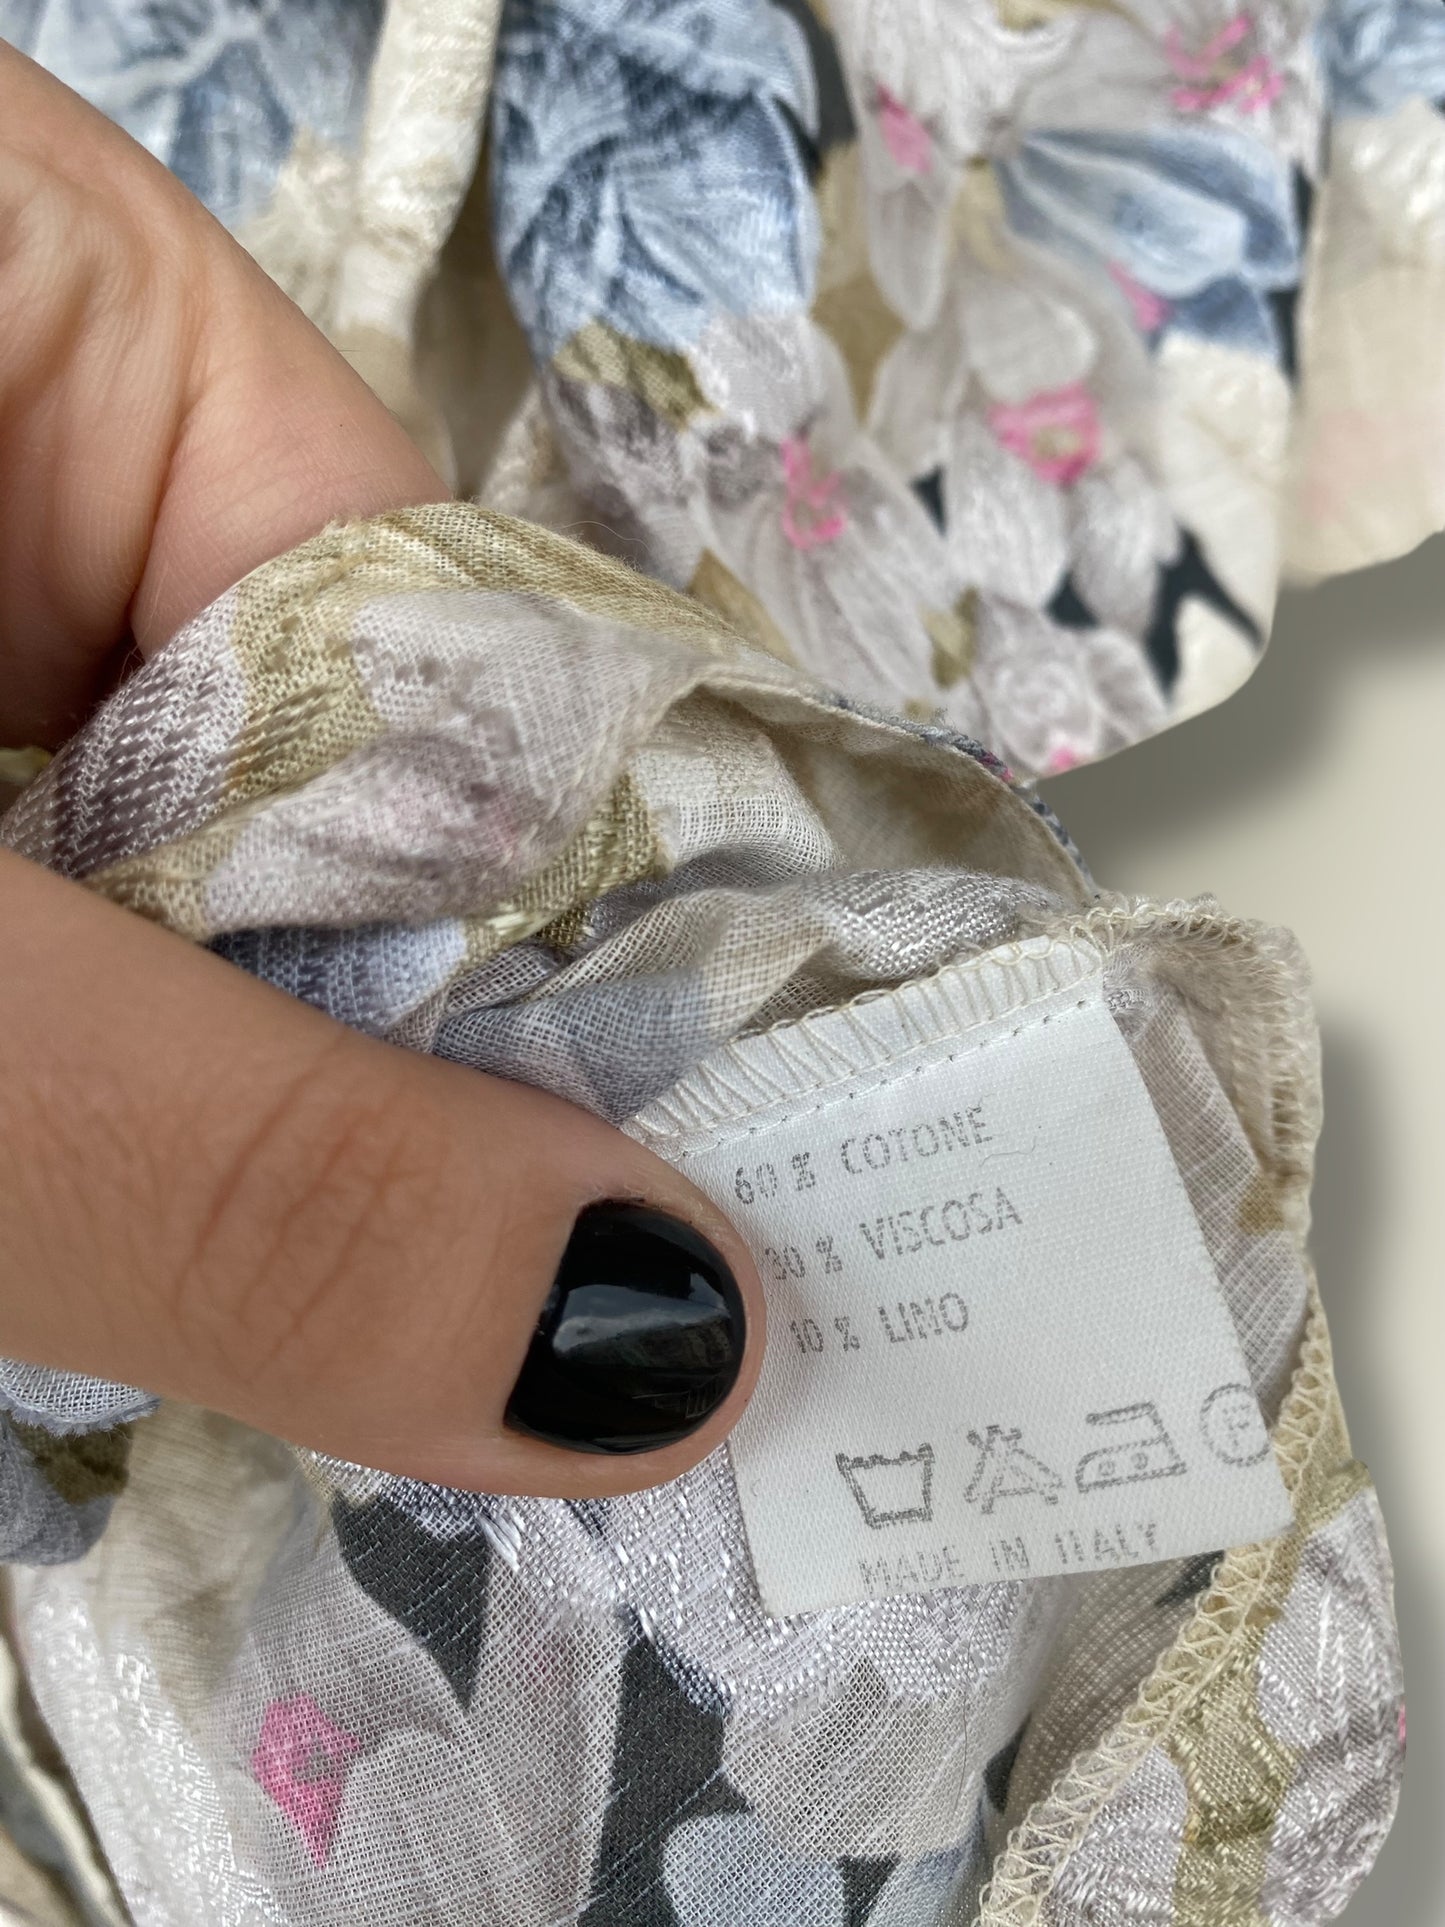 60 % COTONE
30 % VISCOSA
10 % LINO
MADE IN ITALY